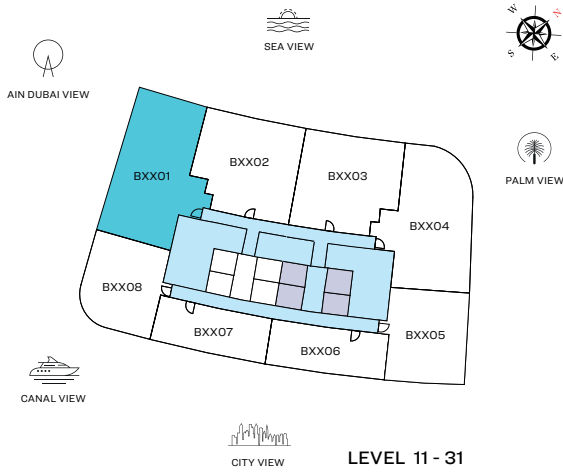 SEA VIEW
W
N
S
E
AIN DUBAI VIEW
PALM VIEW
BXX01
BXX02
BXX03
BXX04
BXX08
BXX07
BXX06
BXX05
CANAL VIEW
CITY VIEW
LEVEL 11 - 31